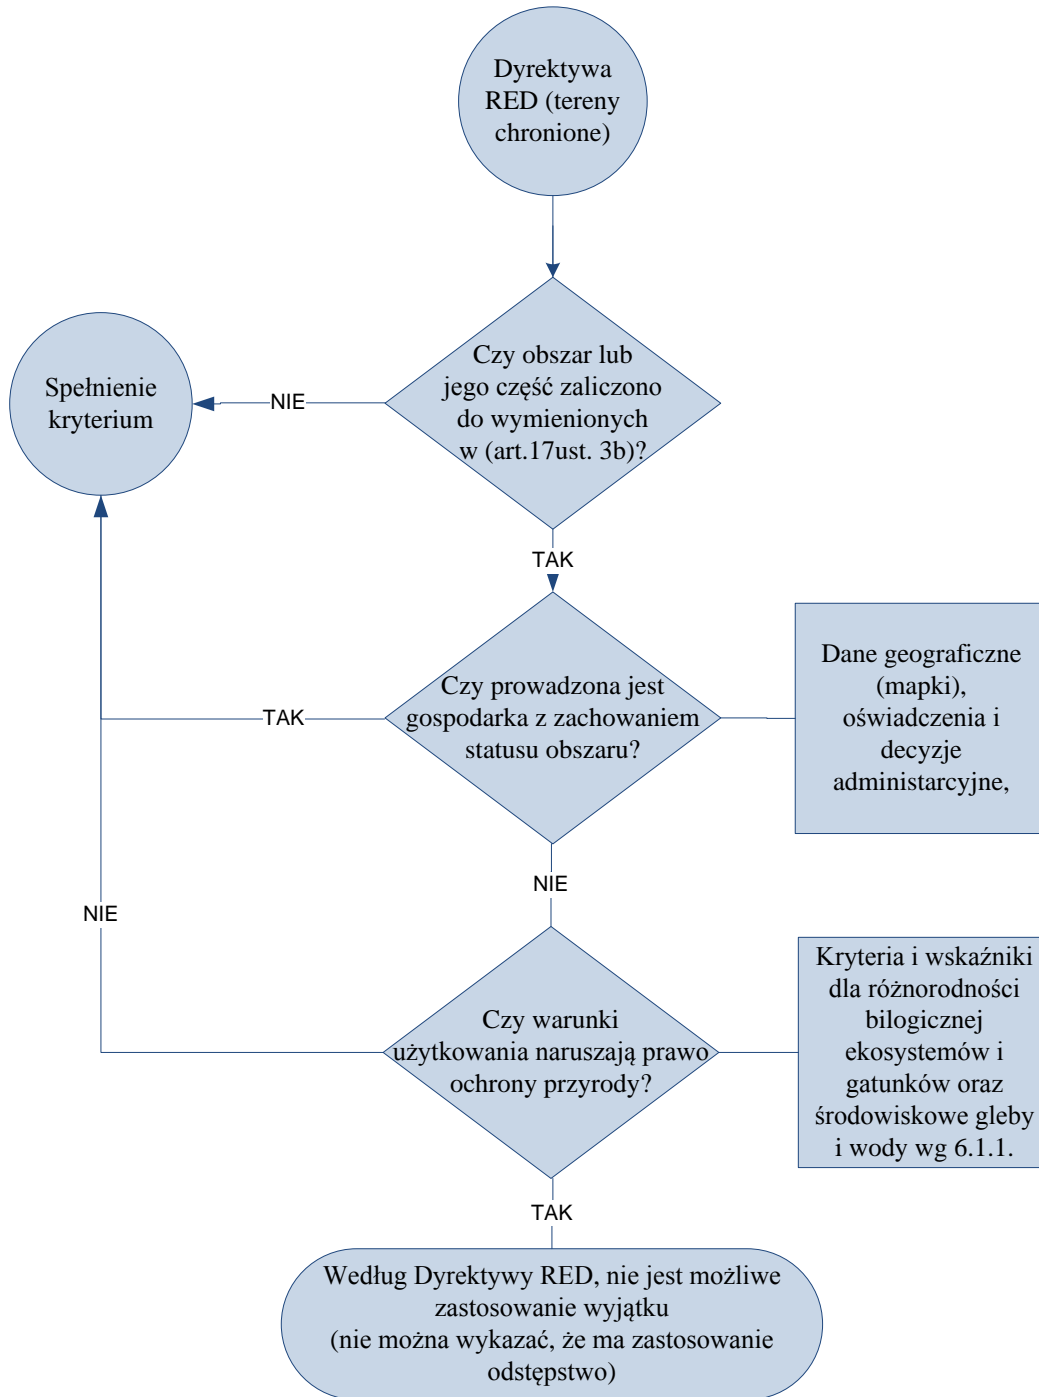 Dyrektywa
RED (tereny
chronione)
Czy obszar lub
jego część zaliczono
do wymienionych
w (art.17ust. 3b)?
NIE
Spełnienie
kryterium
TAK
Czy prowadzona jest
gospodarka z zachowaniem
statusu obszaru?
TAK
Dane geograficzne
(mapki),
oświadczenia i
decyzje
administarcyjne,
NIE
NIE
Czy warunki
użytkowania naruszają prawo
ochrony przyrody?
Kryteria i wskaźniki
dla różnorodności
bilogicznej
ekosystemów i
gatunków oraz
środowiskowe gleby
i wody wg 6.1.1.
TAK
Według Dyrektywy RED, nie jest możliwe
zastosowanie wyjątku
(nie można wykazać, że ma zastosowanie
odstępstwo)